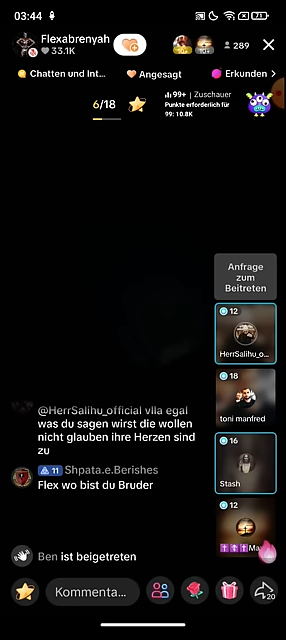 03:44
71
Flexabrenyah
33.1K
289
Chatten und Int...
Angesagt
Erkunden
6/18
99+ | Zuschauer
Punkte erforderlich für
99: 10.8K
Anfrage
zum
Beitreten
12
HerrSalihu_o...
18
toni manfred
16
Stash
12
@HerrSalihu_official vlla egal
was du sagen wirst die wollen
nicht glauben ihre Herzen sind
zu
11 Shpata.e.Berishes
Flex wo bist du Bruder
Ben ist beigetreten
Kommenta...
20